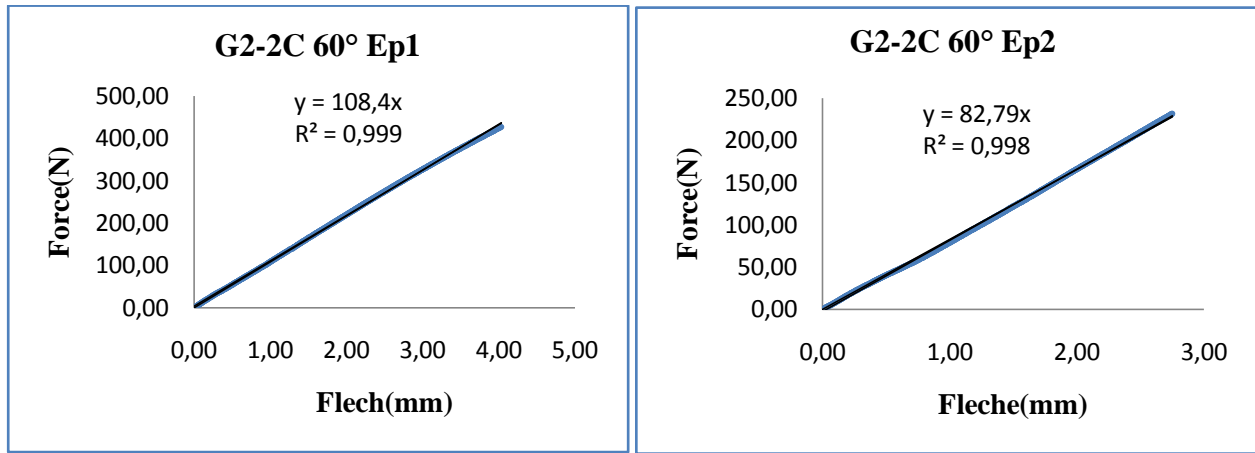 G2-2C 60° Ep1
y = 108,4x
R² = 0,999
500,00
400,00
300,00
200,00
100,00
0,00
Force(N)
0,00 1,00 2,00 3,00 4,00 5,00
Flech(mm)
G2-2C 60° Ep2
y = 82,79x
R² = 0,998
250,00
200,00
150,00
100,00
50,00
0,00
Force(N)
0,00 1,00 2,00 3,00
Fleche(mm)